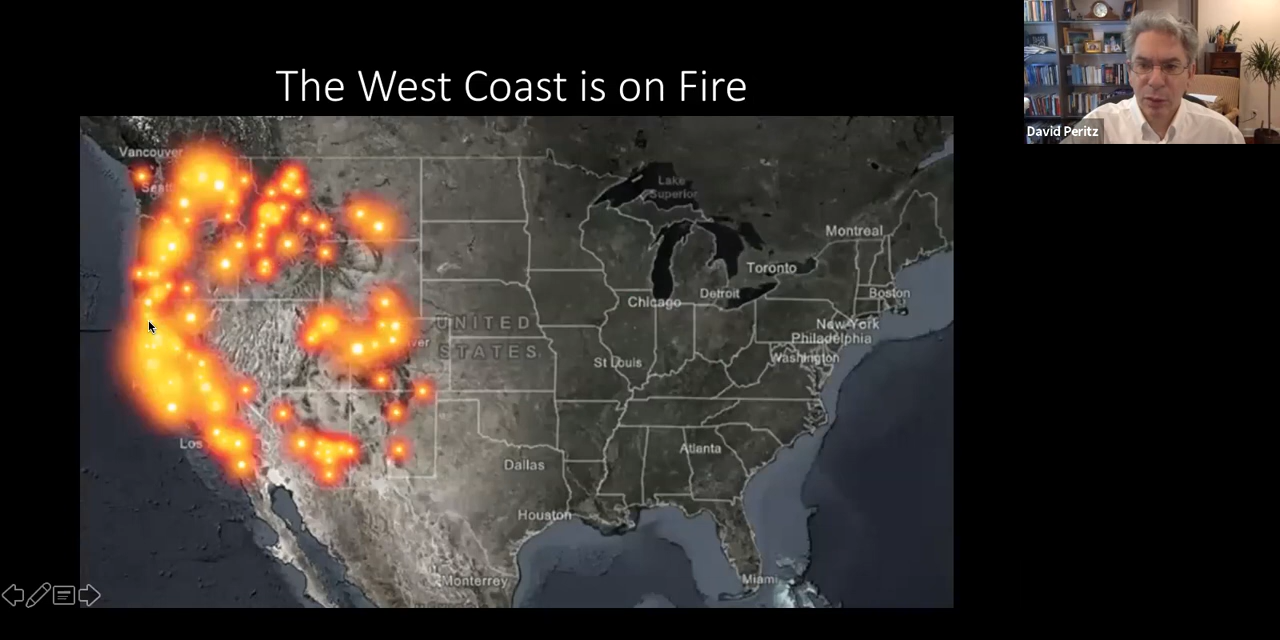 The West Coast is on Fire
David Peritz
Vancouver
Lake
Superior
Montreal
Toronto
Chicago
Detroit
Boston
UNITED
STATES
New York
Philadelphia
Washington
St Louis
Los
Atlanta
Dallas
Houston
Monterrey
Miami